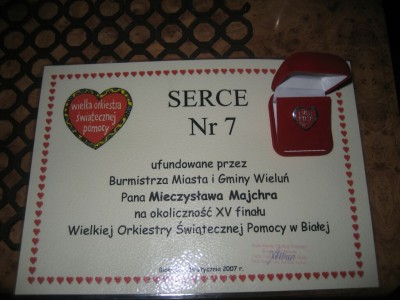 wielka orkiestra
świątecznej
pomocy
SERCE
Nr 7
ufundowane przez
Burmistrza Miasta i Gminy Wieluń
Pana Mieczysława Majchra
na okoliczność XV finału
Wielkiej Orkiestry Świątecznej Pomocy w Białej
stycznia 2007 r.